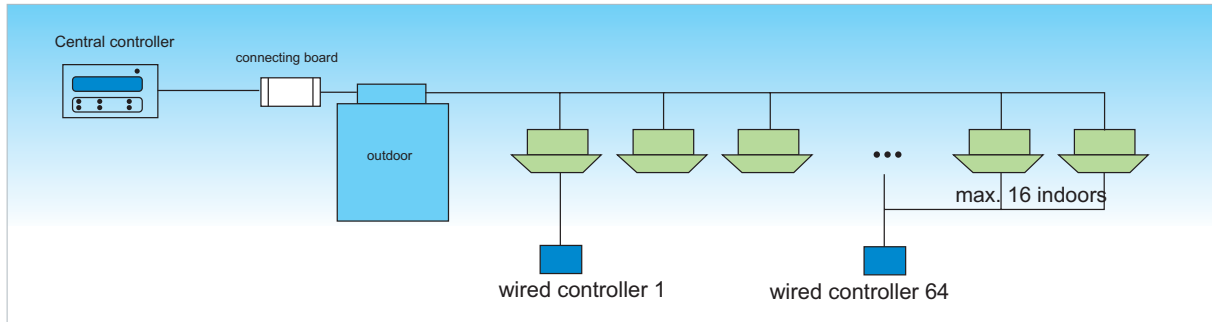 Central controller
connecting board
outdoor
•••
max. 16 indoors
wired controller 1
wired controller 64